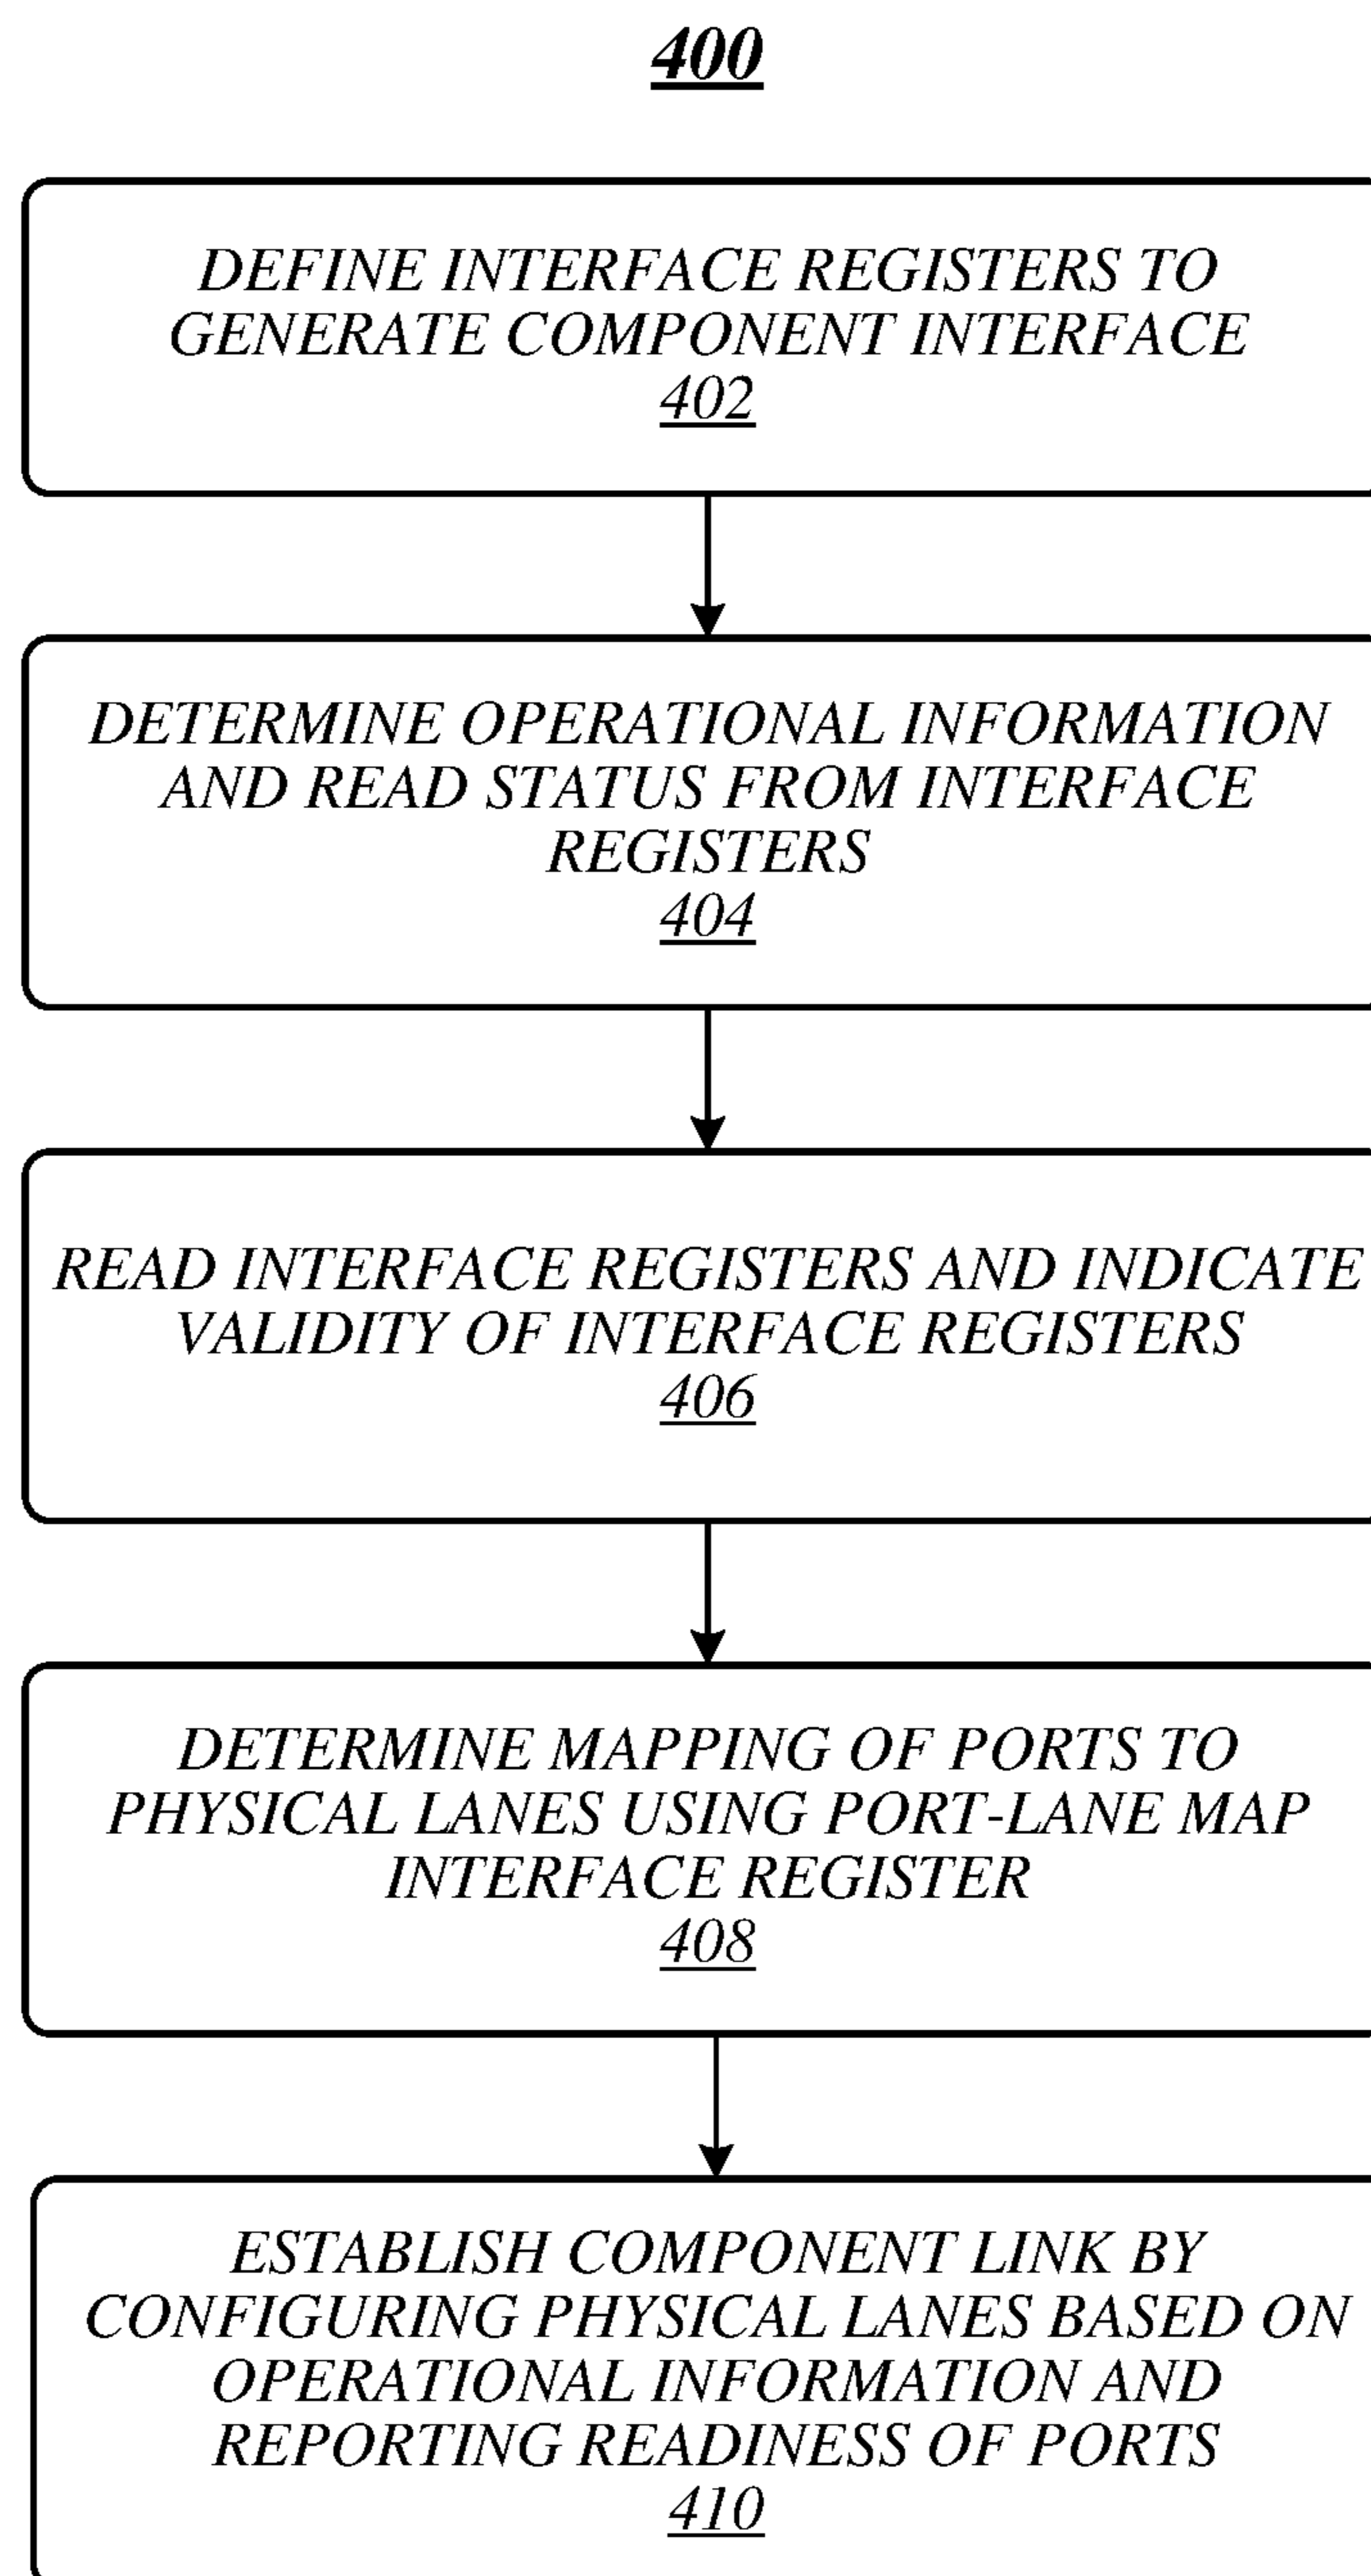 400
DEFINE INTERFACE REGISTERS TO
GENERATE COMPONENT INTERFACE
402
DETERMINE OPERATIONAL INFORMATION
AND READ STATUS FROM INTERFACE
REGISTERS
404
READ INTERFACE REGISTERS AND INDICATE
VALIDITY OF INTERFACE REGISTERS
406
DETERMINE MAPPING OF PORTS TO
PHYSICAL LANES USING PORT-LANE MAP
INTERFACE REGISTER
408
ESTABLISH COMPONENT LINK BY
CONFIGURING PHYSICAL LANES BASED ON
OPERATIONAL INFORMATION AND
REPORTING READINESS OF PORTS
410